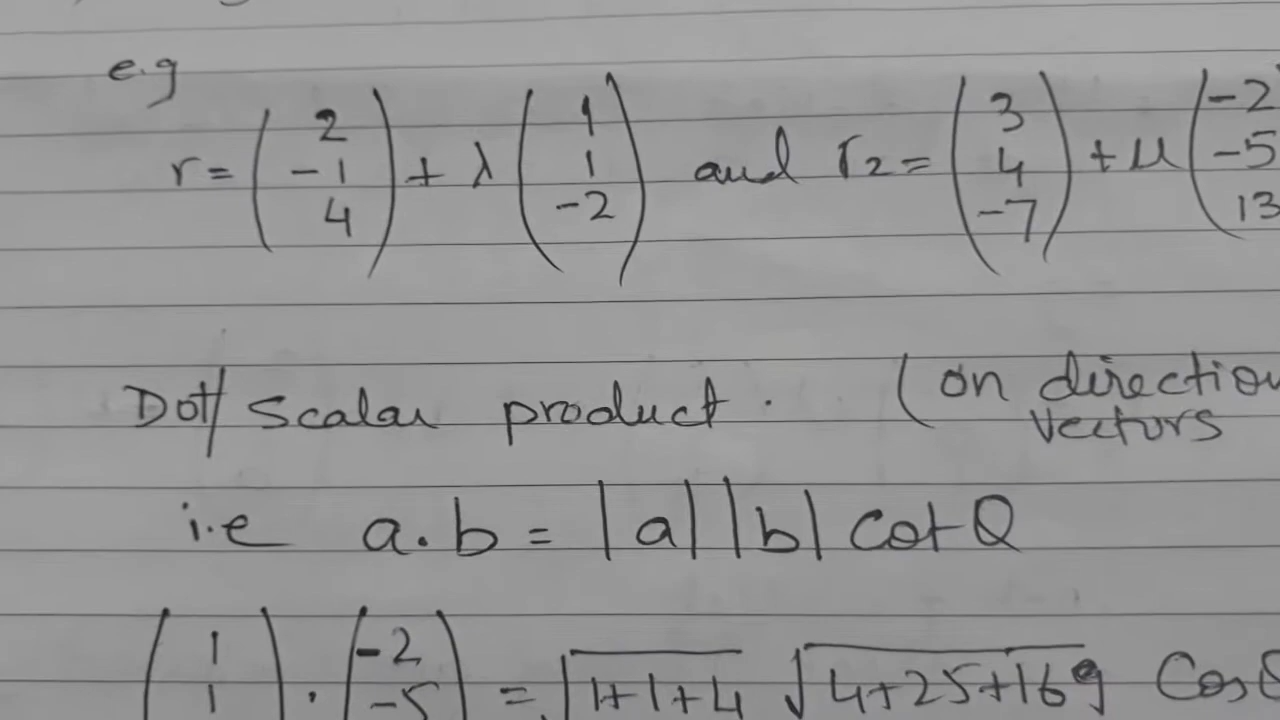 e.g
r = ( 2 -1 4 ) + λ ( 1 1 -2 ) and r2 = ( 3 4 -7 ) + μ ( -2 -5 13
Dot/ scalar product . ( on direction
vectors
i.e a.b = |a| |b| cot Q
( 1 1 ) . ( -2 -5 ) = √1+1+4 √4+25+169 Cos